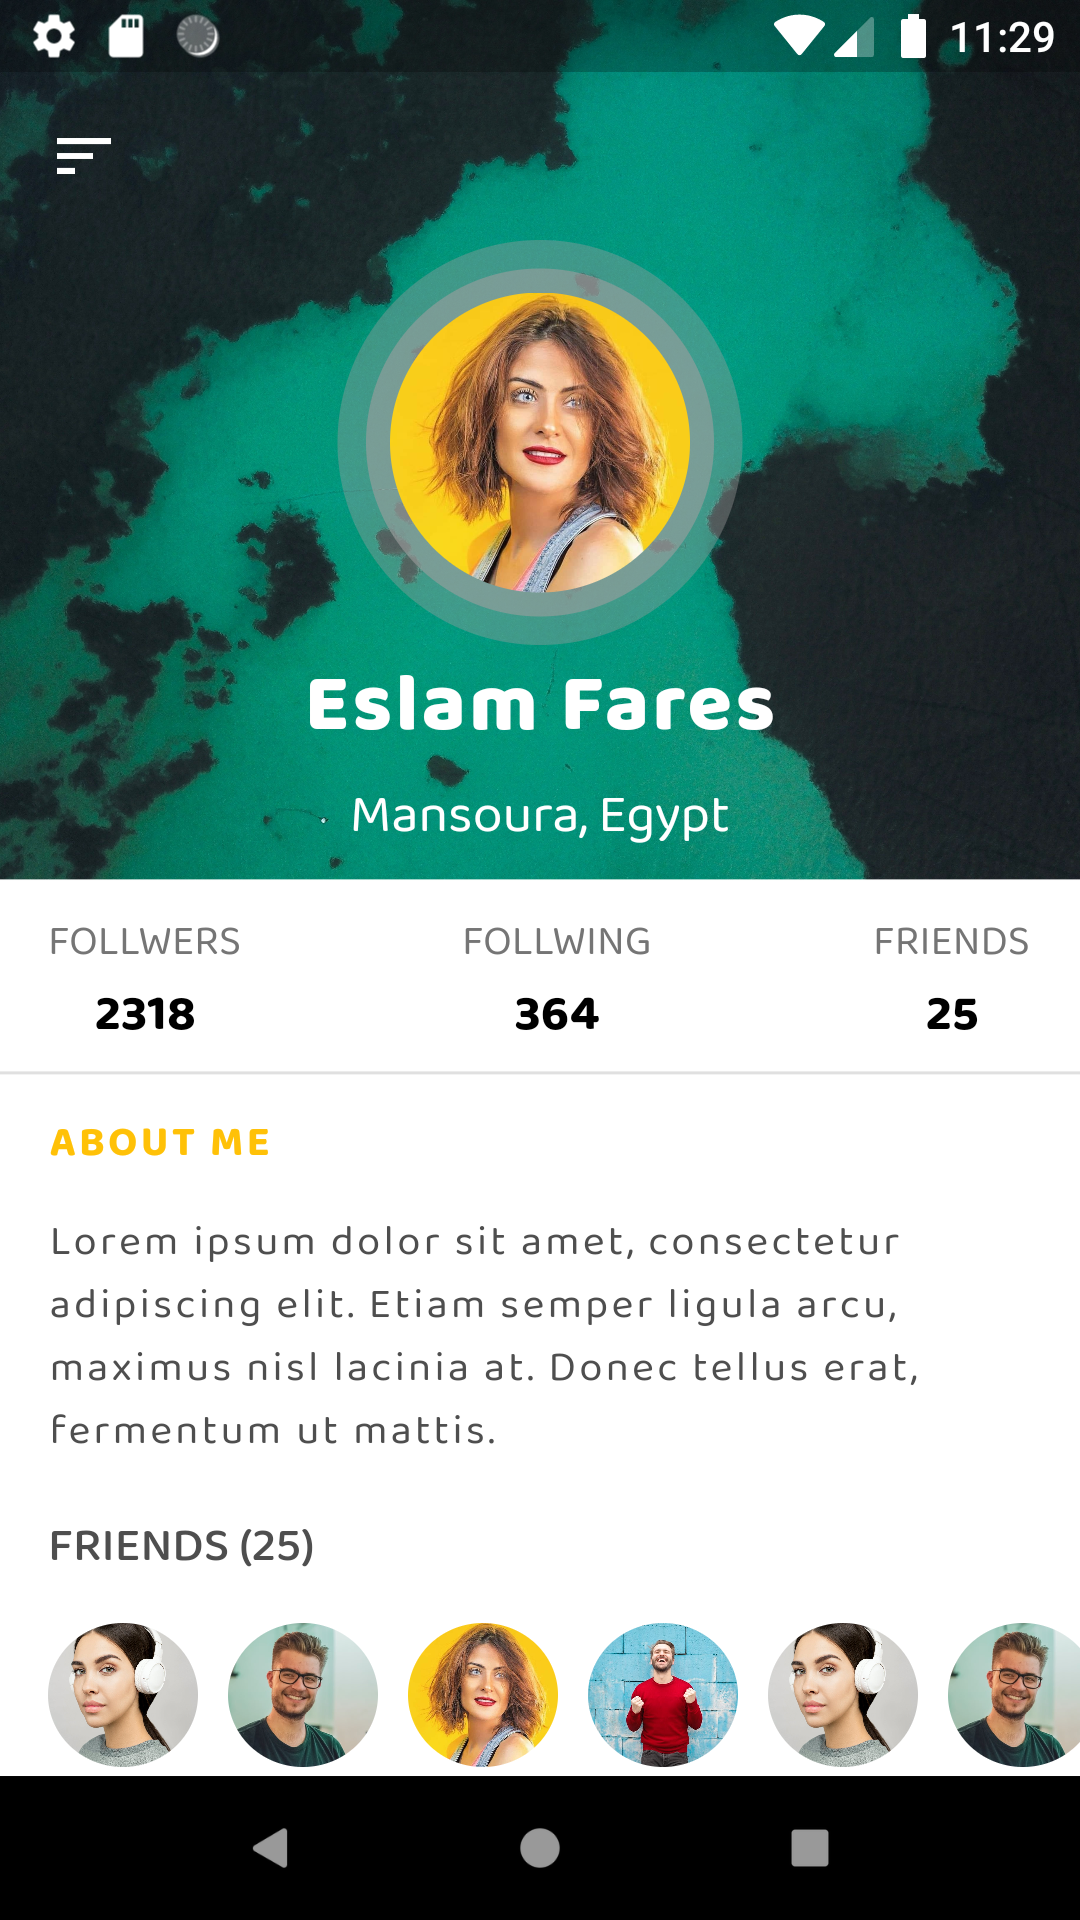 11:29
Eslam Fares
Mansoura, Egypt
FOLLWERS FOLLWING FRIENDS
2318 364 25
ABOUT ME
Lorem ipsum dolor sit amet, consectetur
adipiscing elit. Etiam semper ligula arcu,
maximus nisl lacinia at. Donec tellus erat,
fermentum ut mattis.
FRIENDS (25)